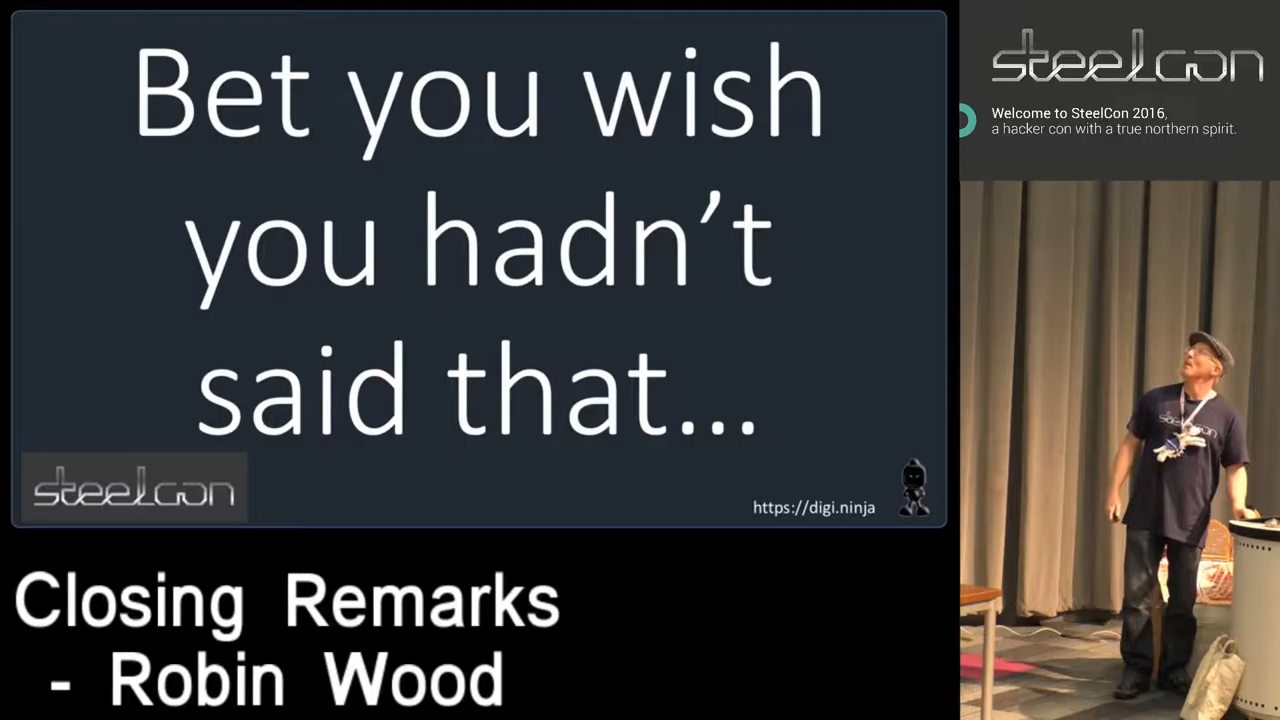 Bet you wish
you hadn't
said that...
steelcon
https://digi.ninja
Closing Remarks
- Robin Wood
steelcon
Welcome to SteelCon 2016,
a hacker con with a true northern spirit.
steelcon